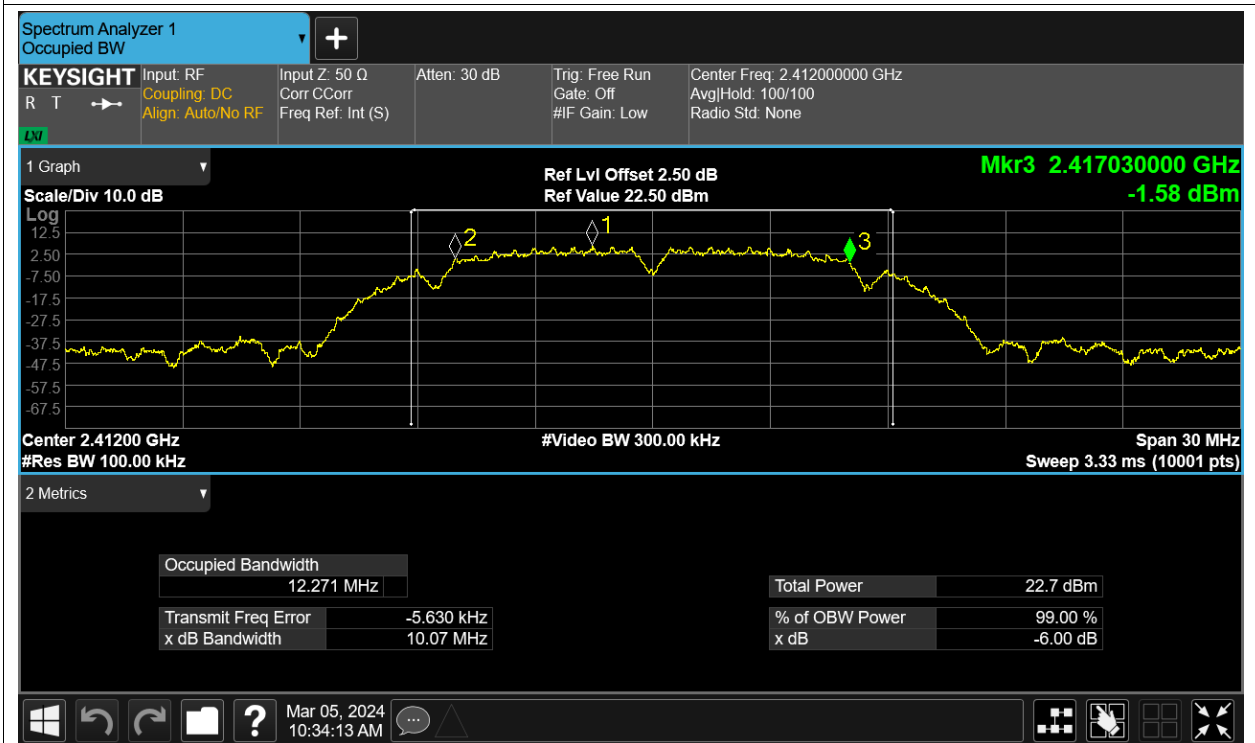 Spectrum Analyzer 1
Occupied BW
KEYSIGHT
R T
LXI
Input: RF
Coupling: DC
Align: Auto/No RF
Input Z: 50 Ω
Corr CCorr
Freq Ref: Int (S)
Atten: 30 dB
Trig: Free Run
Gate: Off
#IF Gain: Low
Center Freq: 2.412000000 GHz
Avg|Hold: 100/100
Radio Std: None
1 Graph
Scale/Div 10.0 dB
Ref Lvl Offset 2.50 dB
Ref Value 22.50 dBm
Mkr3 2.417030000 GHz
-1.58 dBm
Log
12.5
2.50
-7.50
-17.5
-27.5
-37.5
-47.5
-57.5
-67.5
2
1
3
Center 2.41200 GHz
#Res BW 100.00 kHz
#Video BW 300.00 kHz
Span 30 MHz
Sweep 3.33 ms (10001 pts)
2 Metrics
Occupied Bandwidth
12.271 MHz
Transmit Freq Error -5.630 kHz
x dB Bandwidth 10.07 MHz
Total Power 22.7 dBm
% of OBW Power 99.00 %
x dB -6.00 dB
?
Mar 05, 2024
10:34:13 AM